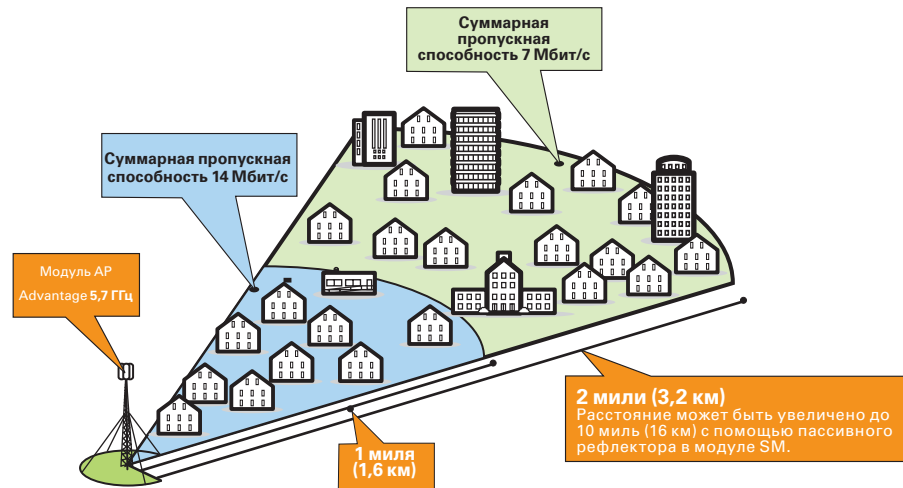 Суммарная
пропускная
способность 7 Мбит/с
Суммарная пропускная
способность 14 Мбит/с
Модуль AP
Advantage 5,7 ГГц
2 мили (3,2 км)
Расстояние может быть увеличено до
10 миль (16 км) с помощью пассивного
рефлектора в модуле SM.
1 миля
(1,6 км)